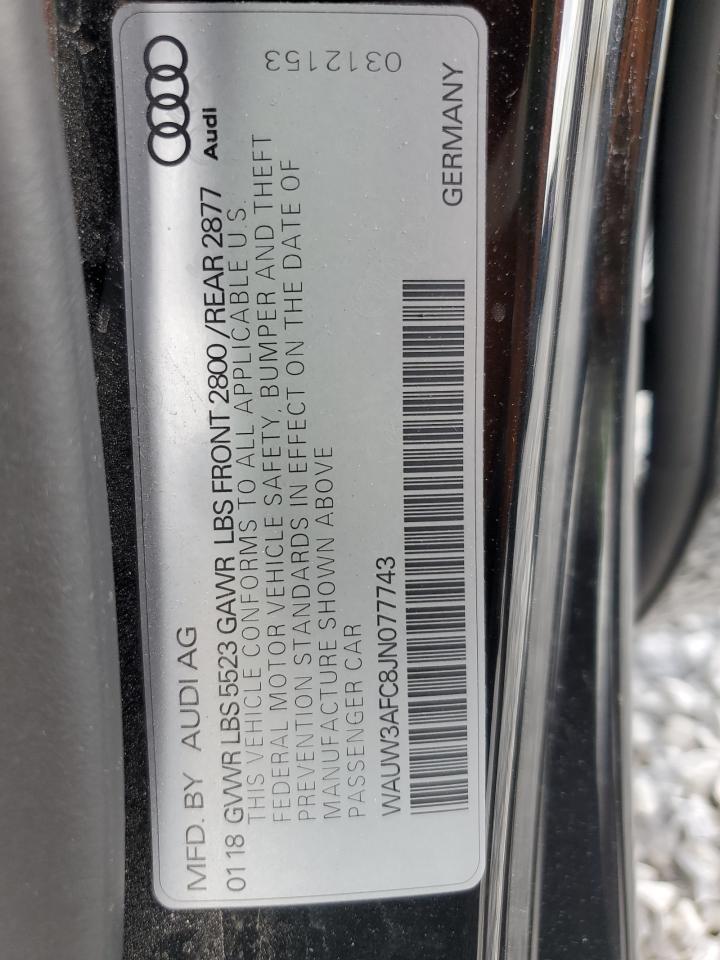 MFD. BY AUDI AG
Audi
01 18 GVWR LBS 5523 GAWR LBS FRONT 2800 /REAR 2877
THIS VEHICLE CONFORMS TO ALL APPLICABLE U.S.
FEDERAL MOTOR VEHICLE SAFETY, BUMPER AND THEFT
PREVENTION STANDARDS IN EFFECT ON THE DATE OF
MANUFACTURE SHOWN ABOVE
PASSENGER CAR
WAUW3AFC8JN077743
GERMANY
0312153